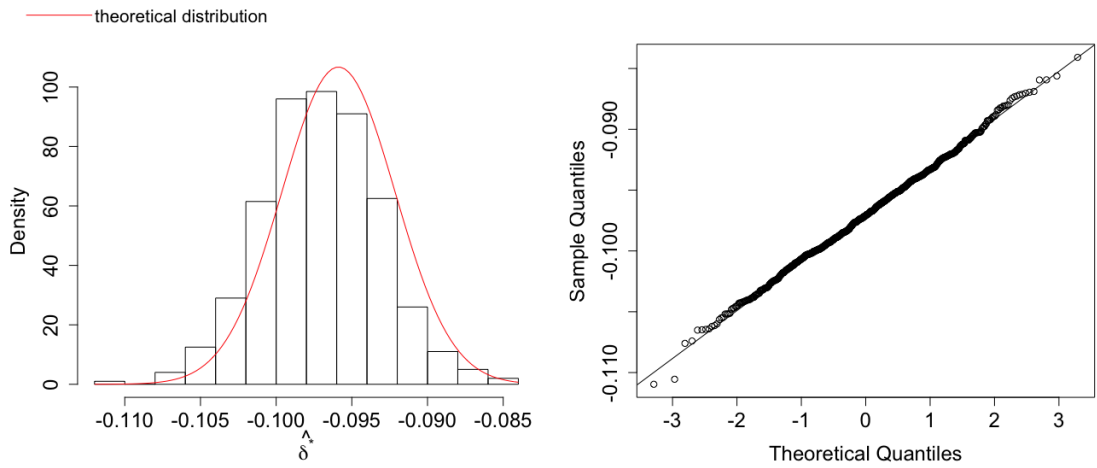 theoretical distribution
Density
0 20 40 60 80 100
-0.110 -0.105 -0.100 -0.095 -0.090 -0.085
δ̂*
Sample Quantiles
-0.110 -0.100 -0.090
-3 -2 -1 0 1 2 3
Theoretical Quantiles